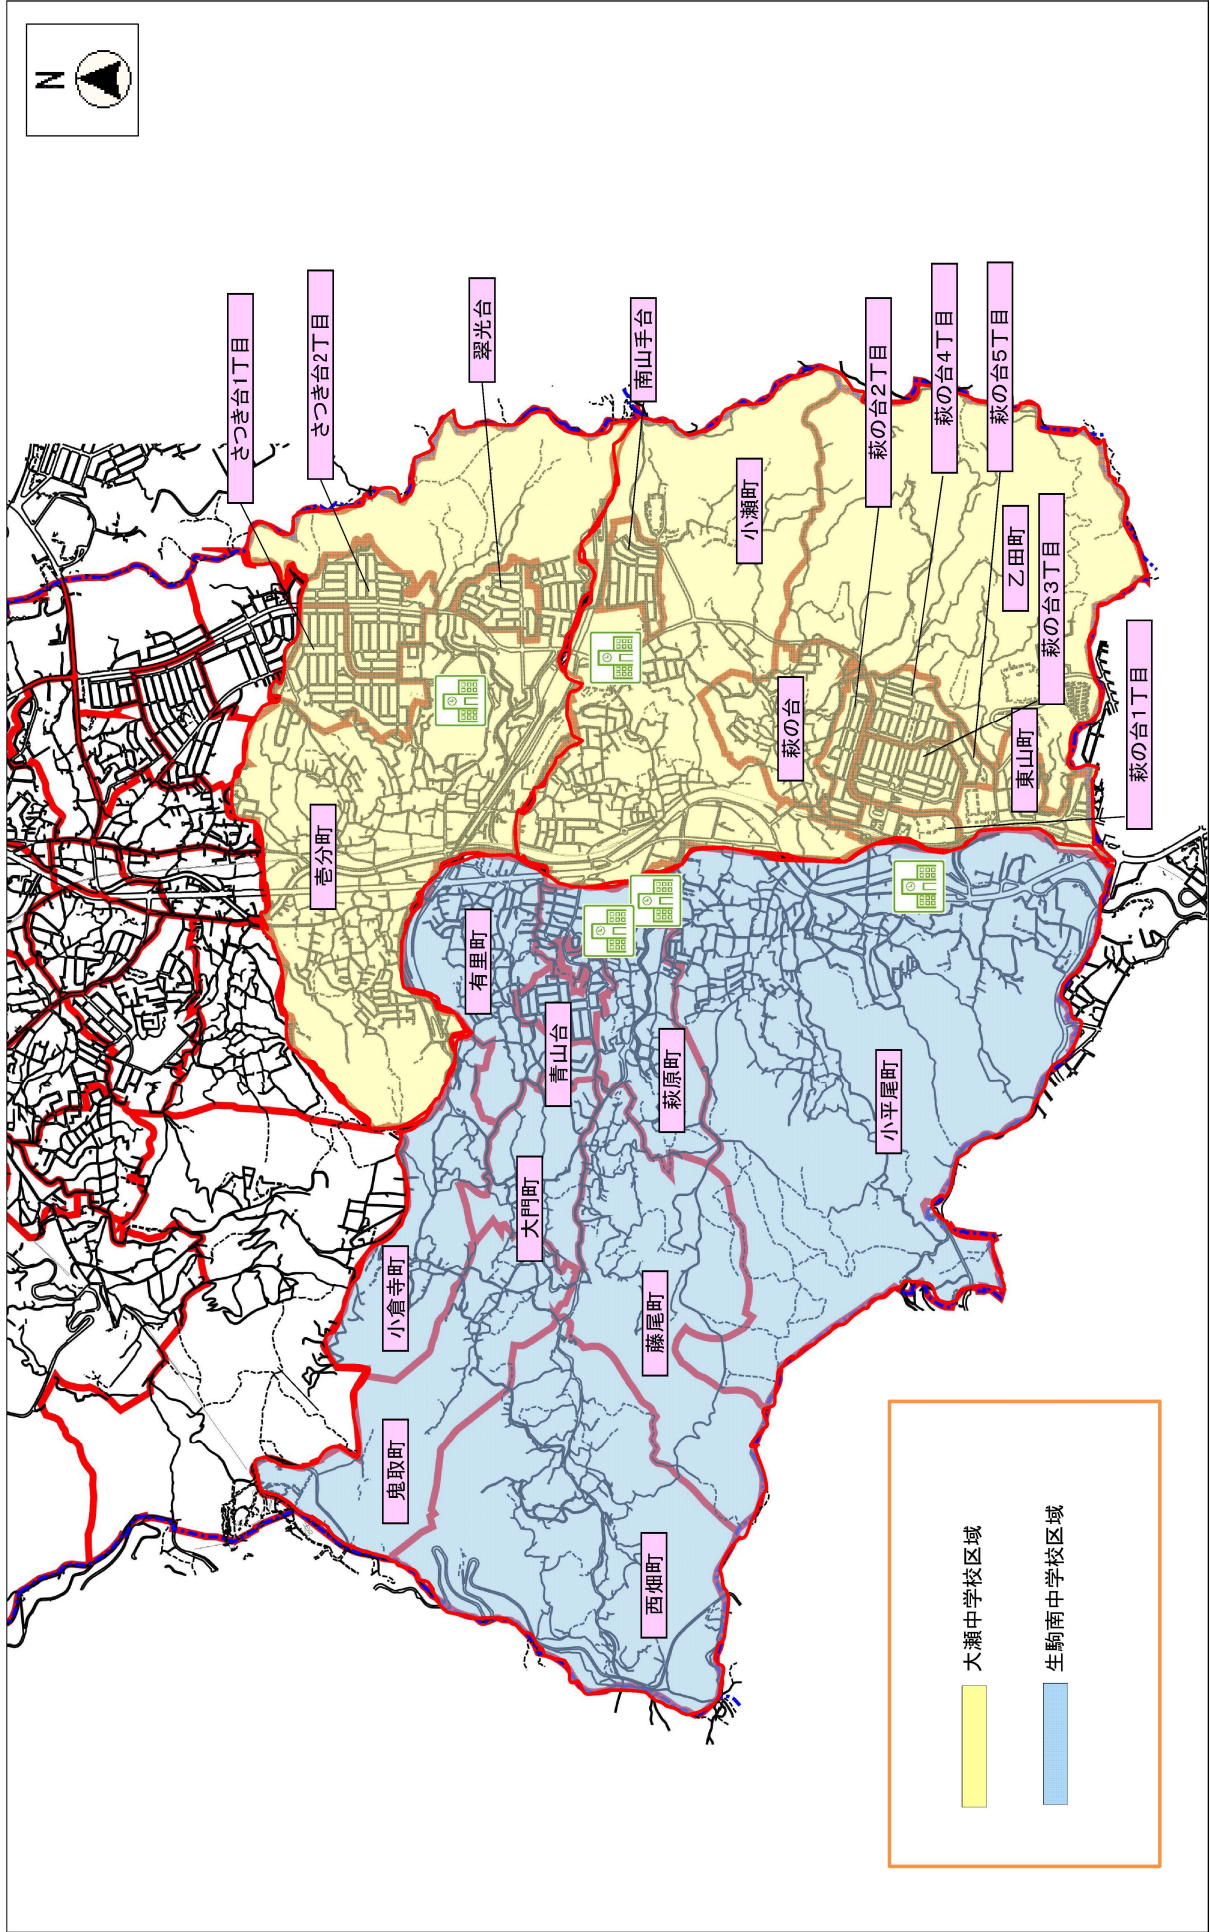 N
さつき台1丁目
さつき台2丁目
翠光台
南山手台
萩の台2丁目
萩の台4丁目
萩の台5丁目
小瀬町
乙田町
萩の台3丁目
萩の台
東山町
萩の台1丁目
壱分町
有里町
青山台
萩原町
小平尾町
大門町
小倉寺町
藤尾町
鬼取町
西畑町
大瀬中学校区域
生駒南中学校区域